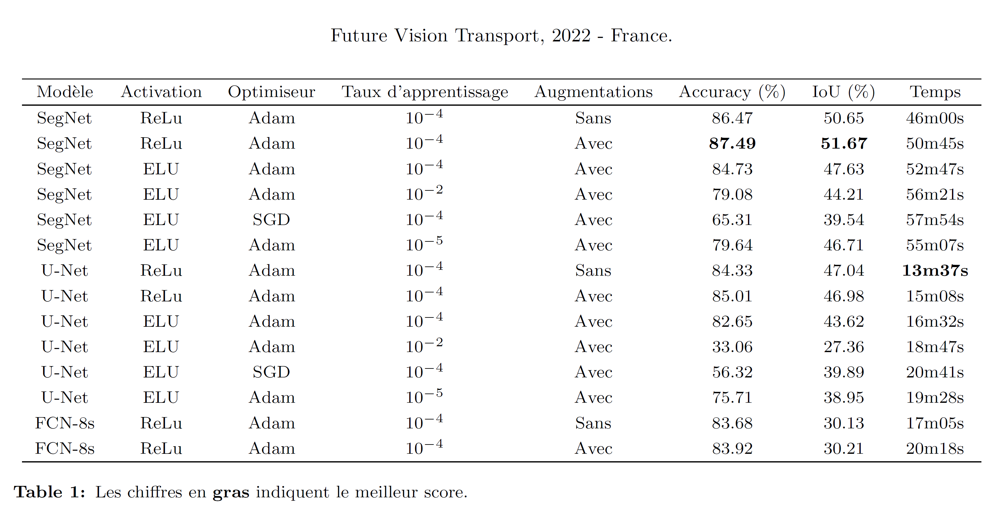 Future Vision Transport, 2022 - France.
Modèle Activation Optimiseur Taux d'apprentissage Augmentations Accuracy (%) IoU (%) Temps
SegNet ReLu Adam 10⁻⁴ Sans 86.47 50.65 46m00s
SegNet ReLu Adam 10⁻⁴ Avec 87.49 51.67 50m45s
SegNet ELU Adam 10⁻⁴ Avec 84.73 47.63 52m47s
SegNet ELU Adam 10⁻² Avec 79.08 44.21 56m21s
SegNet ELU SGD 10⁻⁴ Avec 65.31 39.54 57m54s
SegNet ELU Adam 10⁻⁵ Avec 79.64 46.71 55m07s
U-Net ReLu Adam 10⁻⁴ Sans 84.33 47.04 13m37s
U-Net ReLu Adam 10⁻⁴ Avec 85.01 46.98 15m08s
U-Net ELU Adam 10⁻⁴ Avec 82.65 43.62 16m32s
U-Net ELU Adam 10⁻² Avec 33.06 27.36 18m47s
U-Net ELU SGD 10⁻⁴ Avec 56.32 39.89 20m41s
U-Net ELU Adam 10⁻⁵ Avec 75.71 38.95 19m28s
FCN-8s ReLu Adam 10⁻⁴ Sans 83.68 30.13 17m05s
FCN-8s ReLu Adam 10⁻⁴ Avec 83.92 30.21 20m18s
Table 1: Les chiffres en gras indiquent le meilleur score.